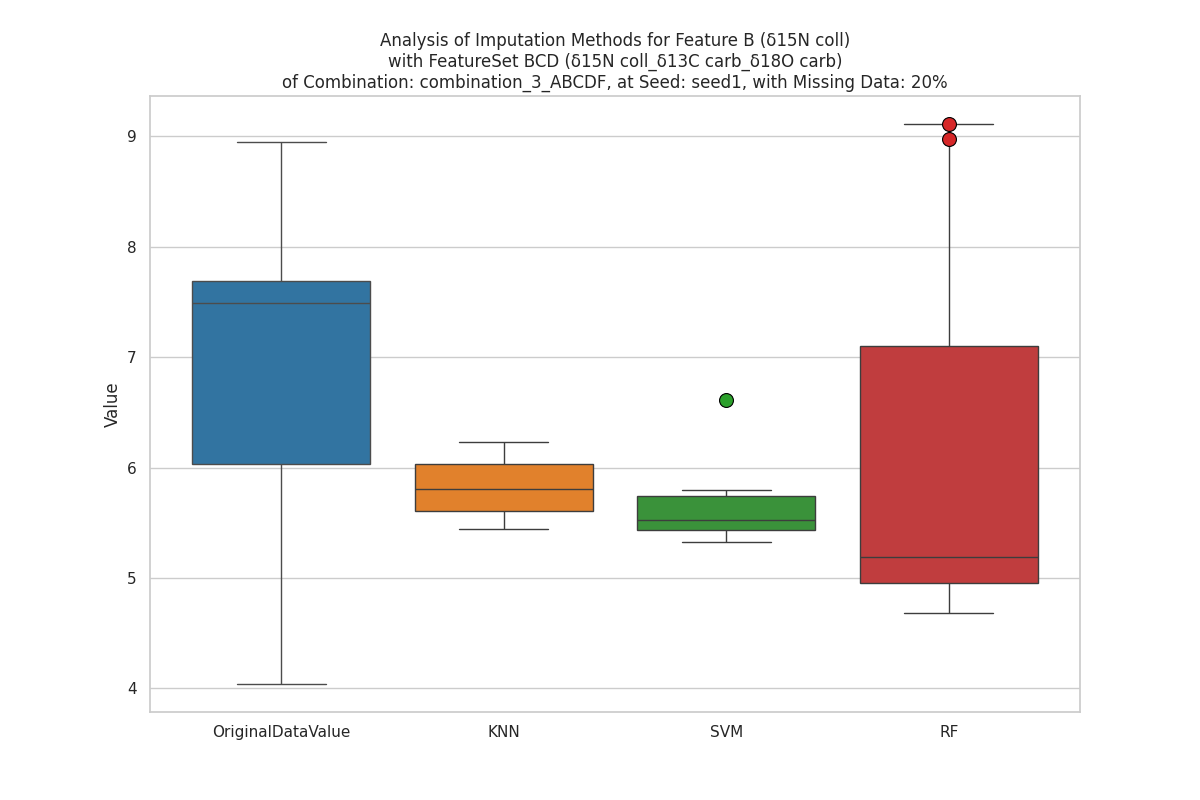 Analysis of Imputation Methods for Feature B (δ15N coll)
with FeatureSet BCD (δ15N coll_δ13C carb_δ18O carb)
of Combination: combination_3_ABCDF, at Seed: seed1, with Missing Data: 20%
9
8
7
6
5
4
Value
OriginalDataValue
KNN
SVM
RF